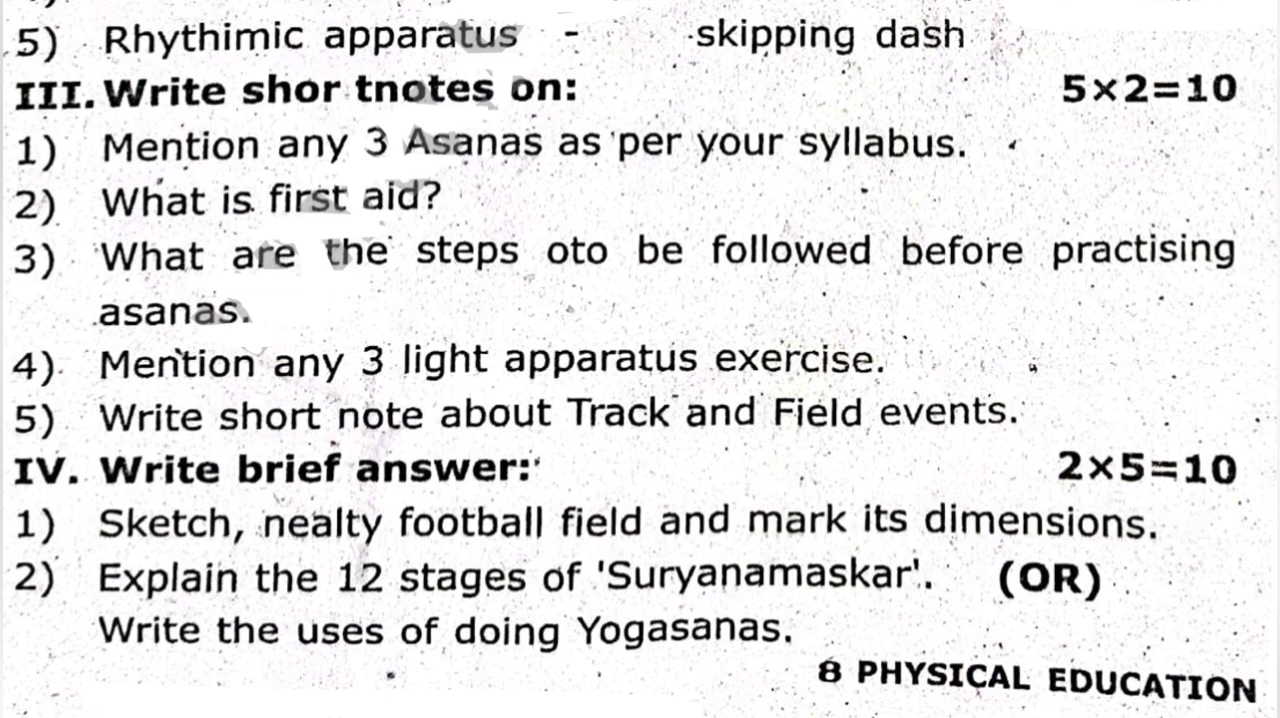 5) Rhythimic apparatus - skipping dash
III. Write shor tnotes on: 5×2=10
1) Mention any 3 Asanas as per your syllabus.
2) What is first aid?
3) What are the steps oto be followed before practising
asanas.
4) Mention any 3 light apparatus exercise.
5) Write short note about Track and Field events.
IV. Write brief answer: 2×5=10
1) Sketch, nealty football field and mark its dimensions.
2) Explain the 12 stages of 'Suryanamaskar'. (OR)
Write the uses of doing Yogasanas.
8 PHYSICAL EDUCATION